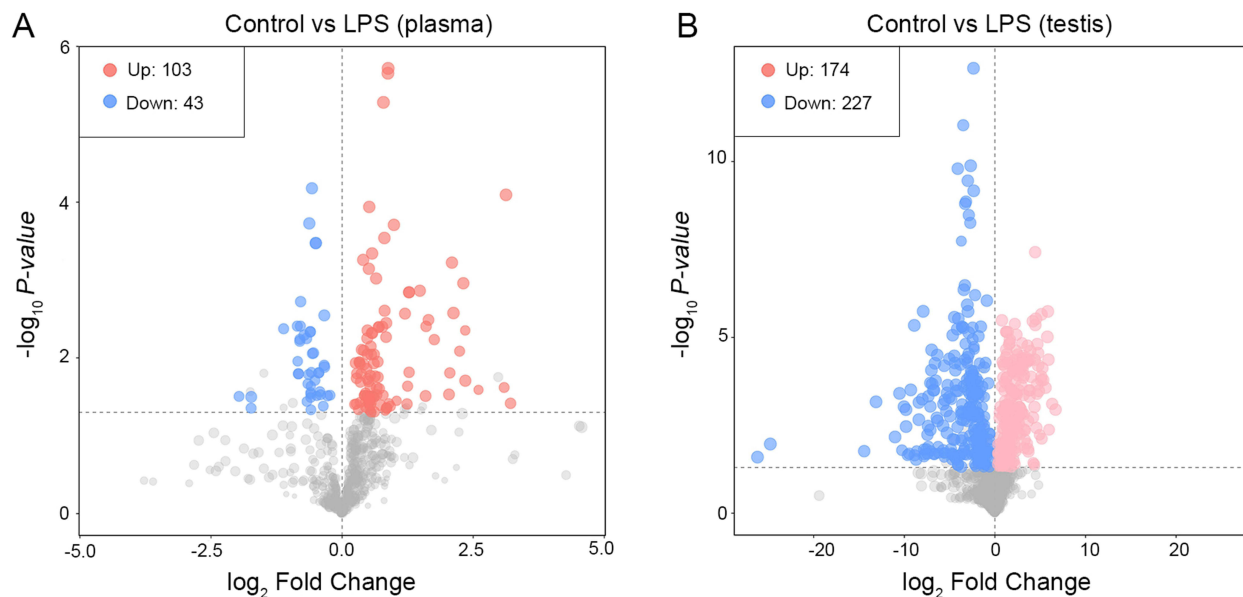 A
Control vs LPS (plasma)
Up: 103
Down: 43
6
4
2
0
-log10 P-value
-5.0
-2.5
0.0
2.5
5.0
log2 Fold Change
B
Control vs LPS (testis)
Up: 174
Down: 227
10
5
0
-log10 P-value
-20
-10
0
10
20
log2 Fold Change